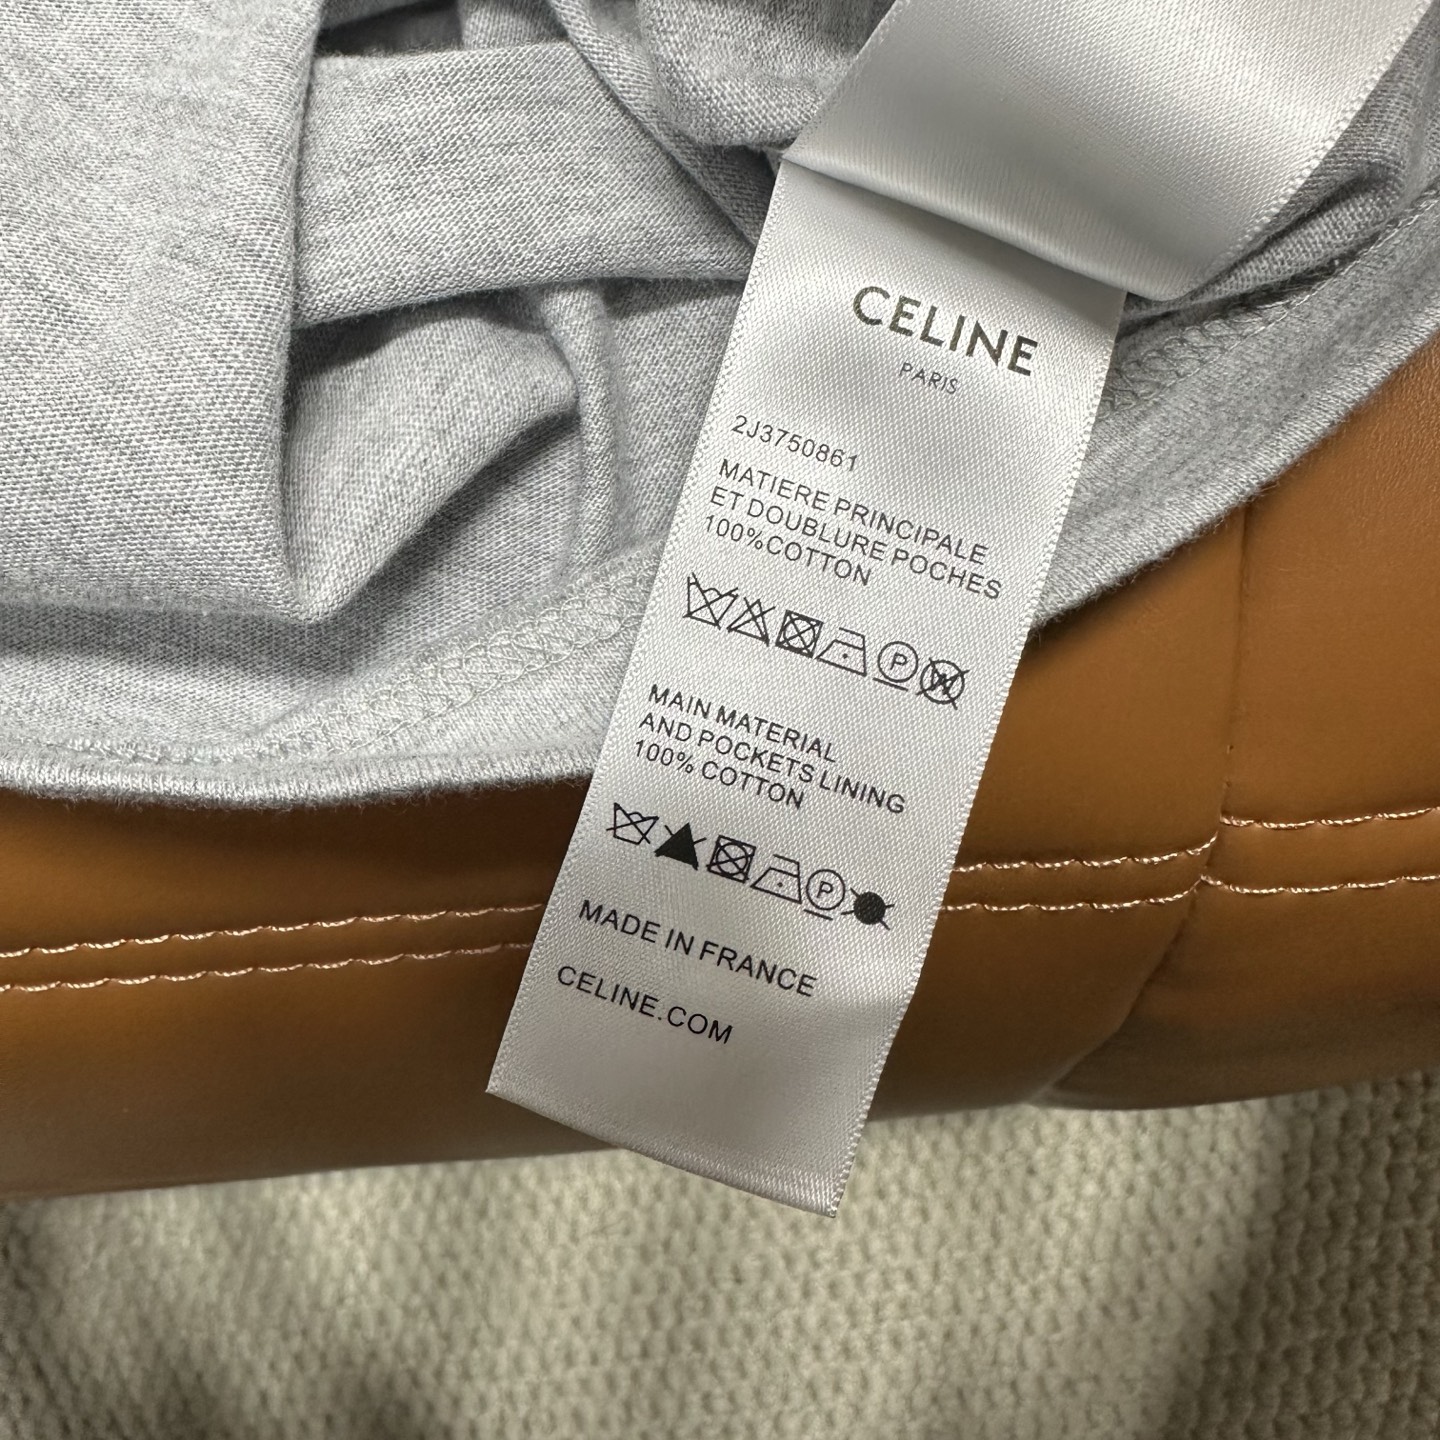 CELINE
PARIS
2J3750861
MATIERE PRINCIPALE
ET DOUBLURE POCHES
100%COTTON
P W
MAIN MATERIAL
AND POCKETS LINING
100% COTTON
P
MADE IN FRANCE
CELINE.COM